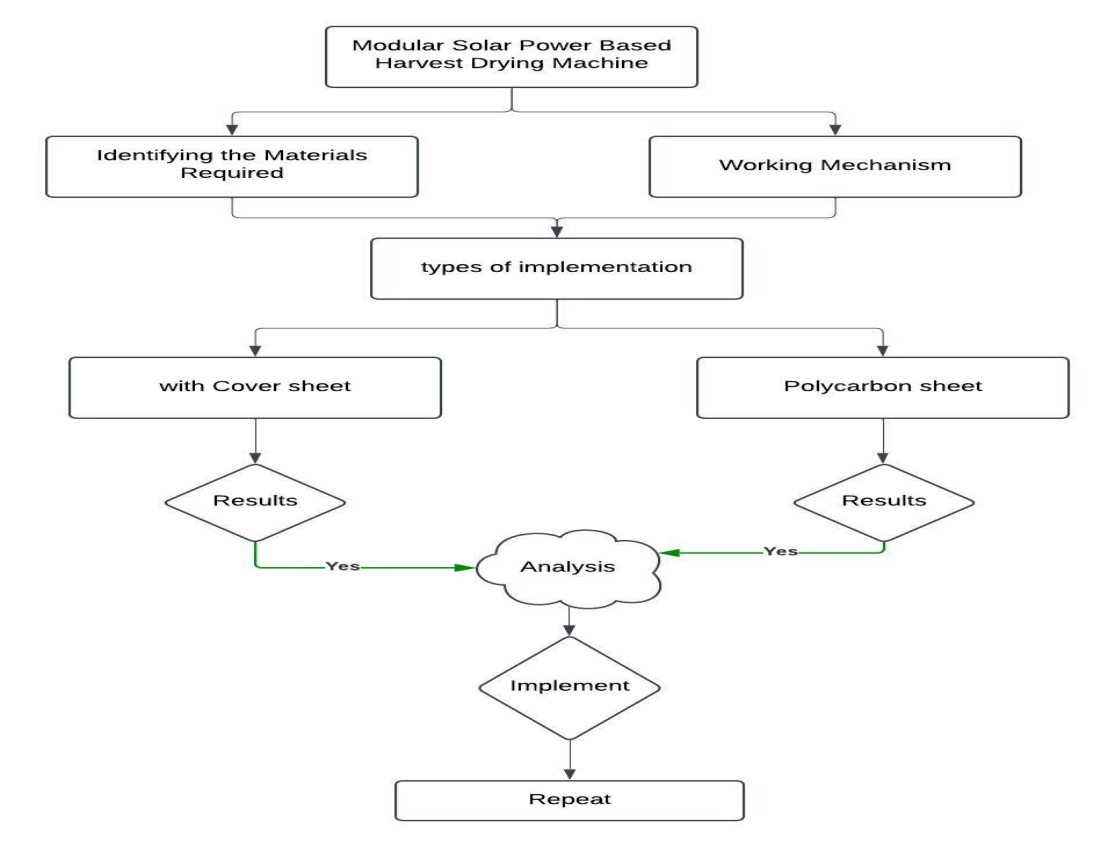 Modular Solar Power Based
Harvest Drying Machine
Identifying the Materials
Required
Working Mechanism
types of implementation
with Cover sheet
Polycarbon sheet
Results
Results
Yes
Yes
Analysis
Implement
Repeat